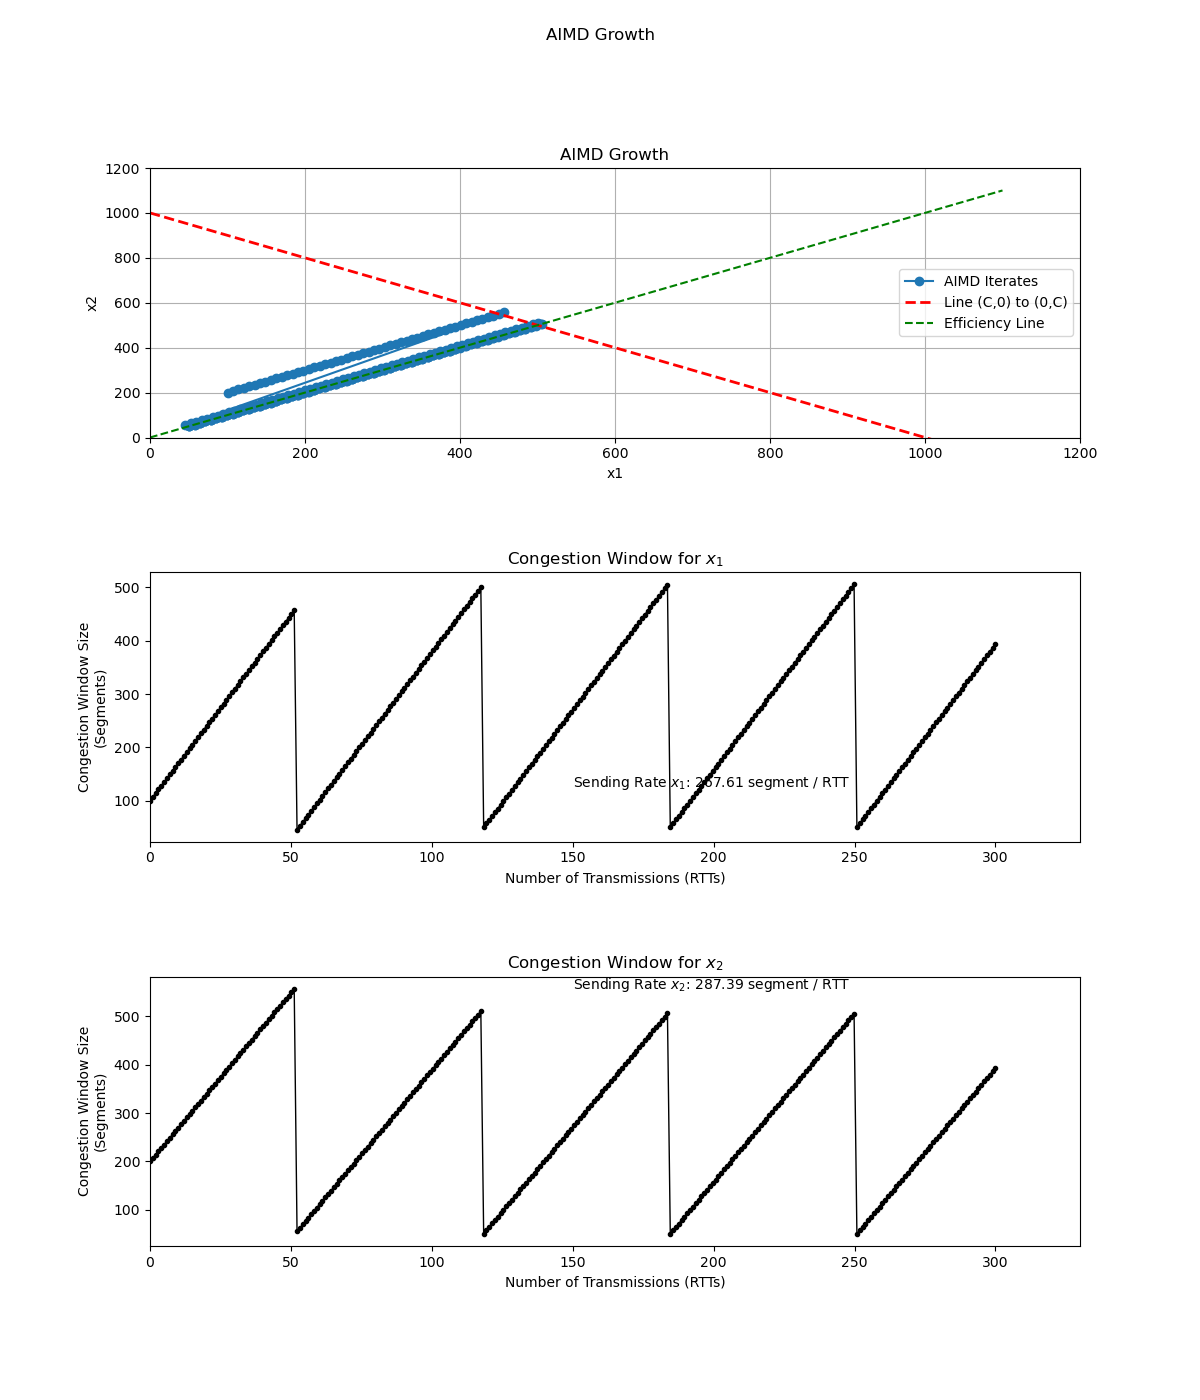 AIMD Growth
AIMD Growth
1200
1000
800
600
400
200
0
x2
AIMD Iterates
Line (C,0) to (0,C)
Efficiency Line
0 200 400 600 800 1000 1200
x1
Congestion Window for x₁
500
400
300
200
100
Congestion Window Size
(Segments)
Sending Rate x₁: 267.61 segment / RTT
0 50 100 150 200 250 300
Number of Transmissions (RTTs)
Congestion Window for x₂
Sending Rate x₂: 287.39 segment / RTT
500
400
300
200
100
Congestion Window Size
(Segments)
0 50 100 150 200 250 300
Number of Transmissions (RTTs)